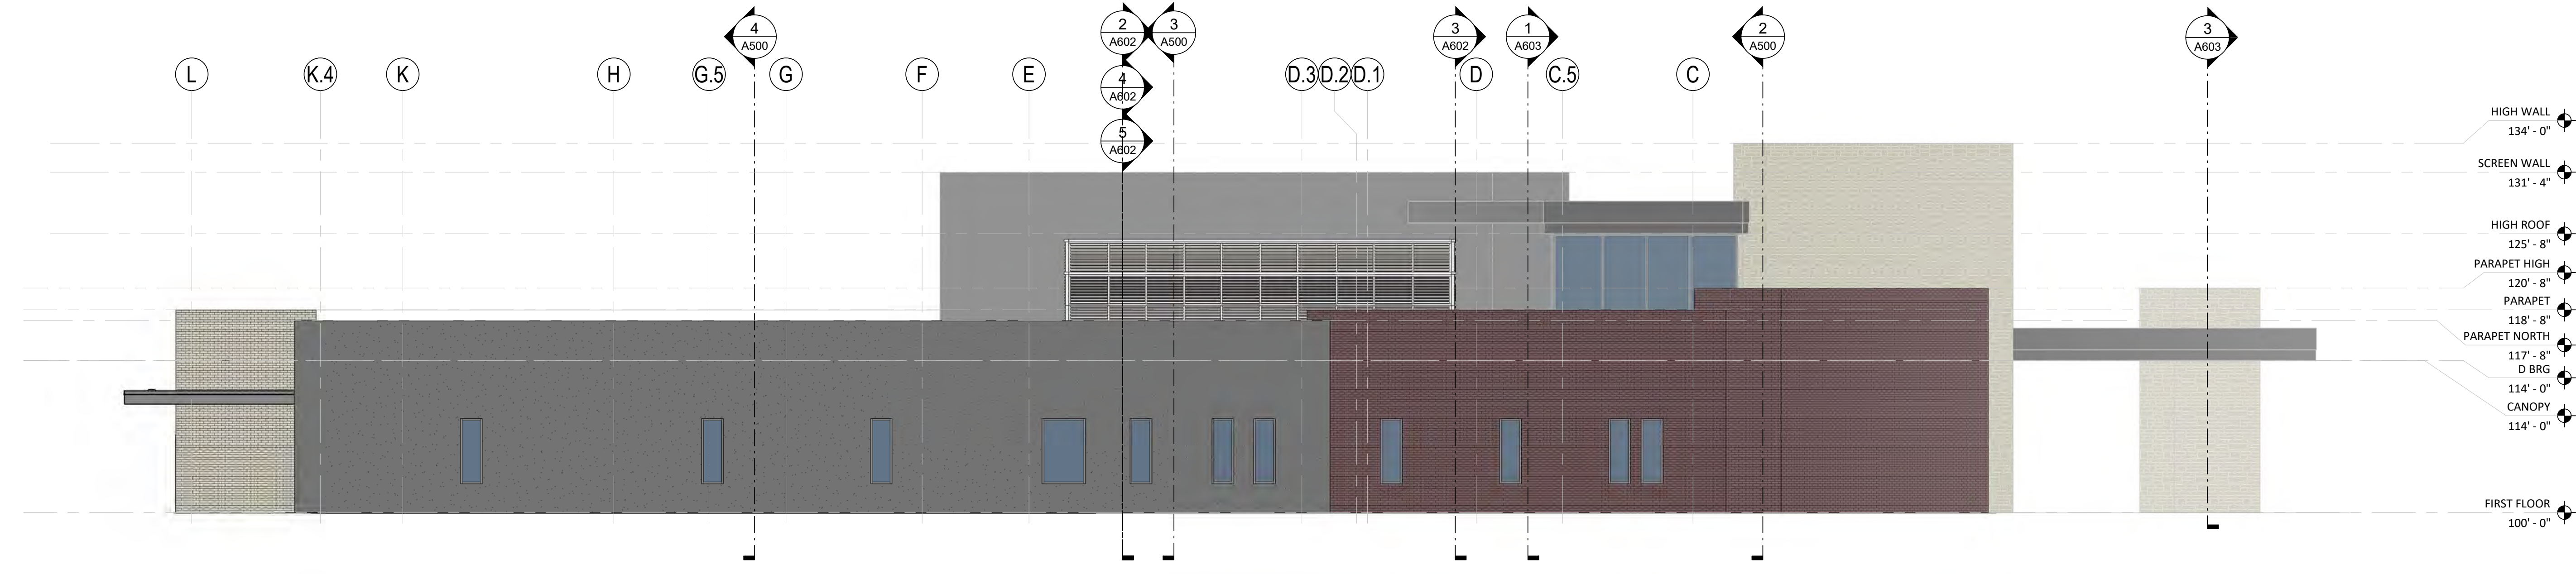 4
A500
2
A602
3
A500
3
A602
1
A603
2
A500
3
A603
L
K.4
K
H
G.5
G
F
E
4
A602
D.3
D.2
D.1
D
C.5
C
5
A602
HIGH WALL
134' - 0"
SCREEN WALL
131' - 4"
HIGH ROOF
125' - 8"
PARAPET HIGH
120' - 8"
PARAPET
118' - 8"
PARAPET NORTH
117' - 8"
D BRG
114' - 0"
CANOPY
114' - 0"
FIRST FLOOR
100' - 0"